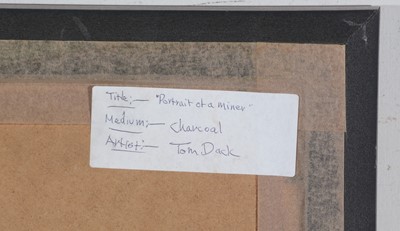 Title:— "Portrait of a miner"
Medium:— Charcoal
Artist:— Tom Dack